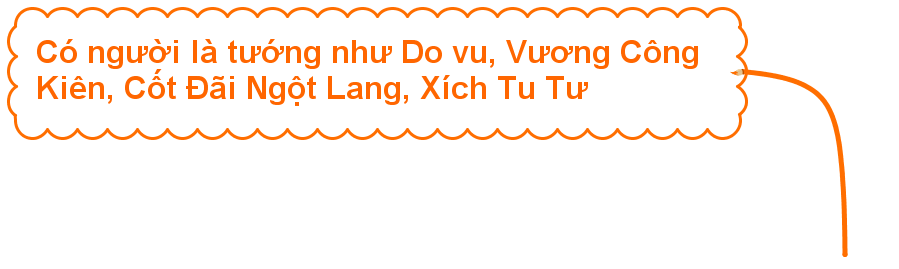 Có người là tướng như Do vu, Vương Công
Kiên, Cốt Đãi Ngột Lang, Xích Tu Tư